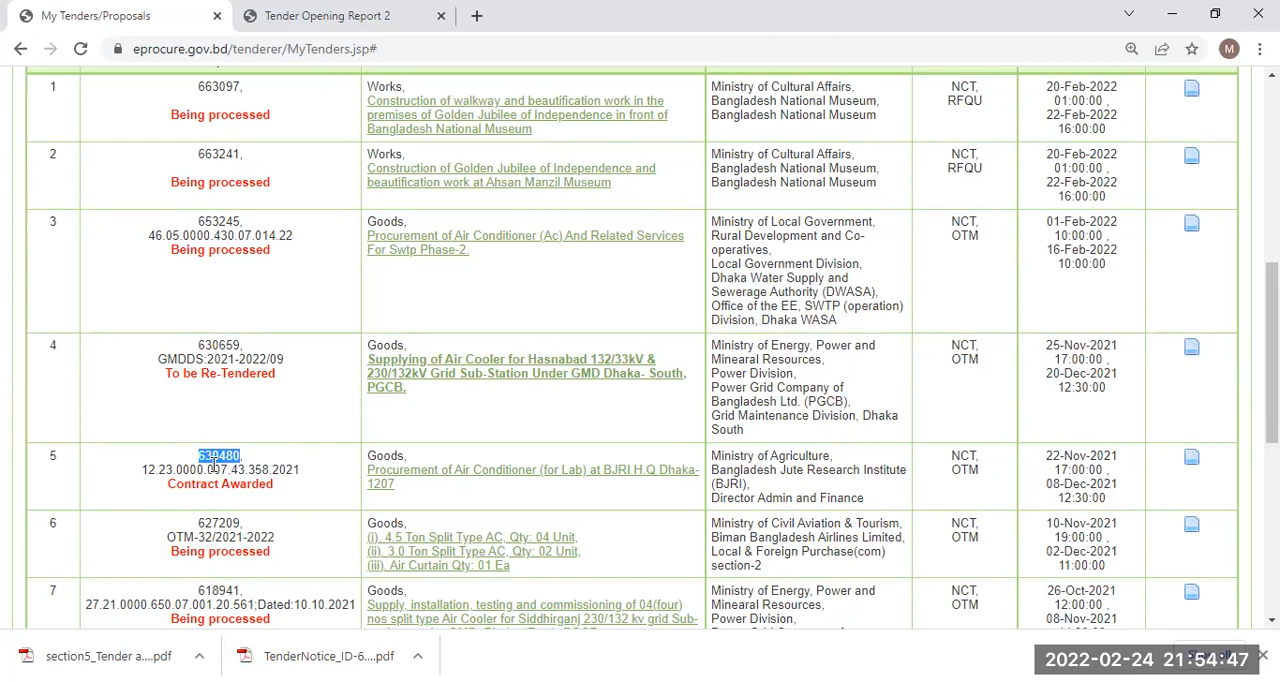 My Tenders/Proposals
Tender Opening Report 2
eprocure.gov.bd/tenderer/MyTenders.jsp#
M
1
663097,
Being processed
Works,
Construction of walkway and beautification work in the
premises of Golden Jubilee of Independence in front of
Bangladesh National Museum
Ministry of Cultural Affairs,
Bangladesh National Museum,
Bangladesh National Museum
NCT,
RFQU
20-Feb-2022
01:00:00 ,
22-Feb-2022
16:00:00
2
663241,
Being processed
Works,
Construction of Golden Jubilee of Independence and
beautification work at Ahsan Manzil Museum
Ministry of Cultural Affairs,
Bangladesh National Museum,
Bangladesh National Museum
NCT,
RFQU
20-Feb-2022
01:00:00 ,
22-Feb-2022
16:00:00
3
653245,
46.05.0000.430.07.014.22
Being processed
Goods,
Procurement of Air Conditioner (Ac) And Related Services
For Swtp Phase-2.
Ministry of Local Government,
Rural Development and Co-
operatives,
Local Government Division,
Dhaka Water Supply and
Sewerage Authority (DWASA),
Office of the EE, SWTP (operation)
Division, Dhaka WASA
NCT,
OTM
01-Feb-2022
10:00:00 ,
16-Feb-2022
10:00:00
4
630659,
GMDDS:2021-2022/09
To be Re-Tendered
Goods,
Supplying of Air Cooler for Hasnabad 132/33kV &
230/132kV Grid Sub-Station Under GMD Dhaka- South,
PGCB.
Ministry of Energy, Power and
Minearal Resources,
Power Division,
Power Grid Company of
Bangladesh Ltd. (PGCB),
Grid Maintenance Division, Dhaka
South
NCT,
OTM
25-Nov-2021
17:00:00 ,
20-Dec-2021
12:30:00
5
630480,
12.23.0000.007.43.358.2021
Contract Awarded
Goods,
Procurement of Air Conditioner (for Lab) at BJRI H.Q Dhaka-
1207
Ministry of Agriculture,
Bangladesh Jute Research Institute
(BJRI),
Director Admin and Finance
NCT,
OTM
22-Nov-2021
17:00:00 ,
08-Dec-2021
12:30:00
6
627209,
OTM-32/2021-2022
Being processed
Goods,
(i). 4.5 Ton Split Type AC, Qty: 04 Unit,
(ii). 3.0 Ton Split Type AC, Qty: 02 Unit,
(iii). Air Curtain Qty: 01 Ea
Ministry of Civil Aviation & Tourism,
Biman Bangladesh Airlines Limited,
Local & Foreign Purchase(com)
section-2
NCT,
OTM
10-Nov-2021
19:00:00 ,
02-Dec-2021
11:00:00
7
618941,
27.21.0000.650.07.001.20.561;Dated:10.10.2021
Being processed
Goods,
Supply, installation, testing and commissioning of 04(four)
nos split type Air Cooler for Siddhirganj 230/132 kv grid Sub-
Ministry of Energy, Power and
Minearal Resources,
Power Division,
NCT,
OTM
26-Oct-2021
12:00:00 ,
08-Nov-2021
section5_Tender a....pdf
TenderNotice_ID-6....pdf
2022-02-24 21:54:47